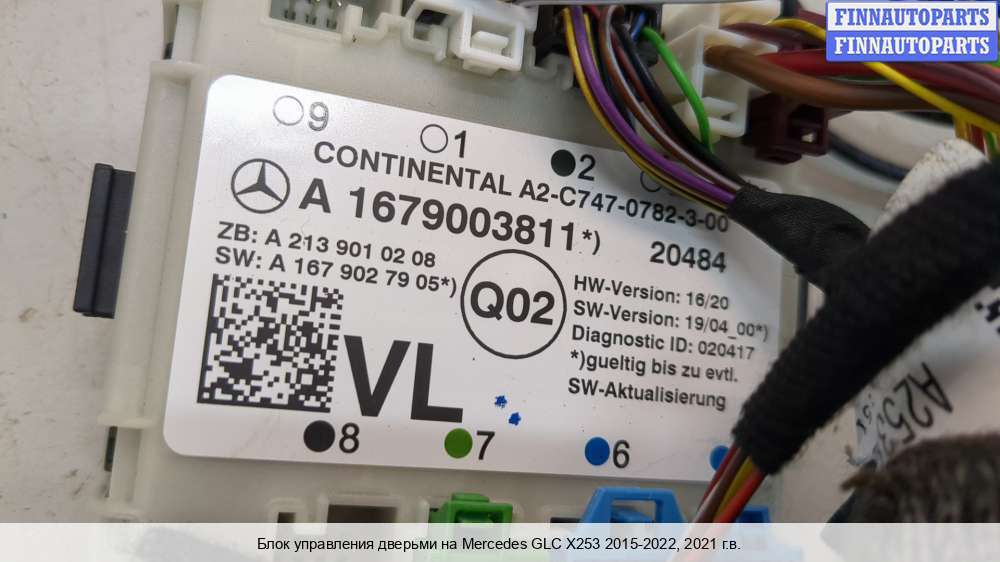 FINNAUTOPARTS
FINNAUTOPARTS
9
1
2
CONTINENTAL A2-C747-0782-3-00
A 1679003811*)
20484
ZB: A 213 901 02 08
SW: A 167 902 79 05*)
Q02
HW-Version: 16/20
SW-Version: 19/04_00*)
Diagnostic ID: 020417
*)gueltig bis zu evtl.
SW-Aktualisierung
VL
8
7
6
A253
Блок управления дверьми на Mercedes GLC X253 2015-2022, 2021 г.в.